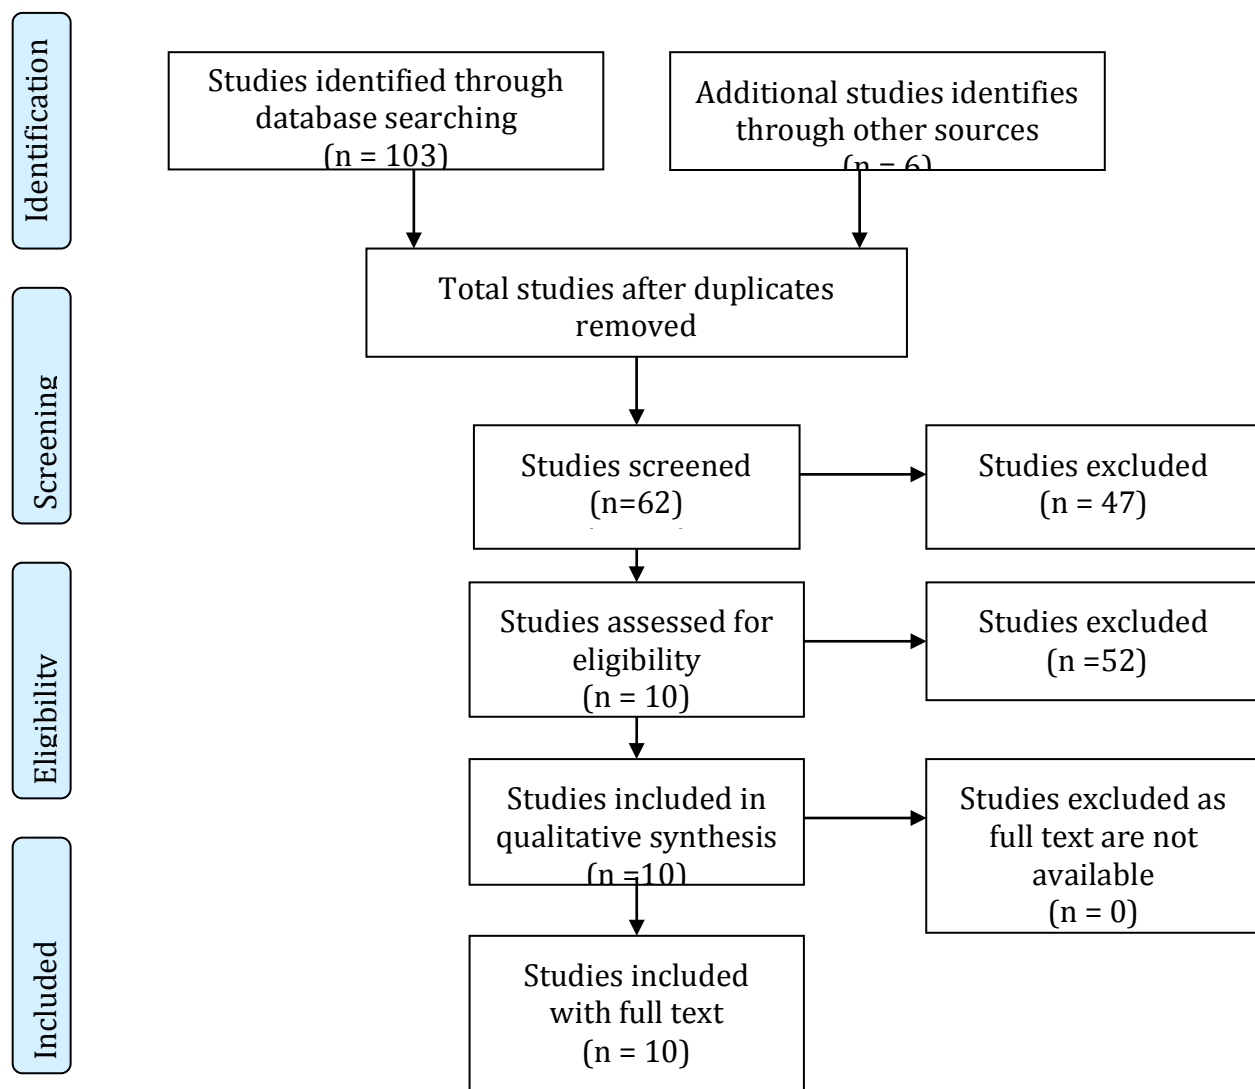 Identification
Studies identified through
database searching
(n = 103)
Additional studies identifies
through other sources
(n = 6)
Total studies after duplicates
removed
Screening
Studies screened
(n=62)
Studies excluded
(n = 47)
Eligibility
Studies assessed for
eligibility
(n = 10)
Studies excluded
(n =52)
Studies included in
qualitative synthesis
(n =10)
Studies excluded as
full text are not
available
(n = 0)
Included
Studies included
with full text
(n = 10)